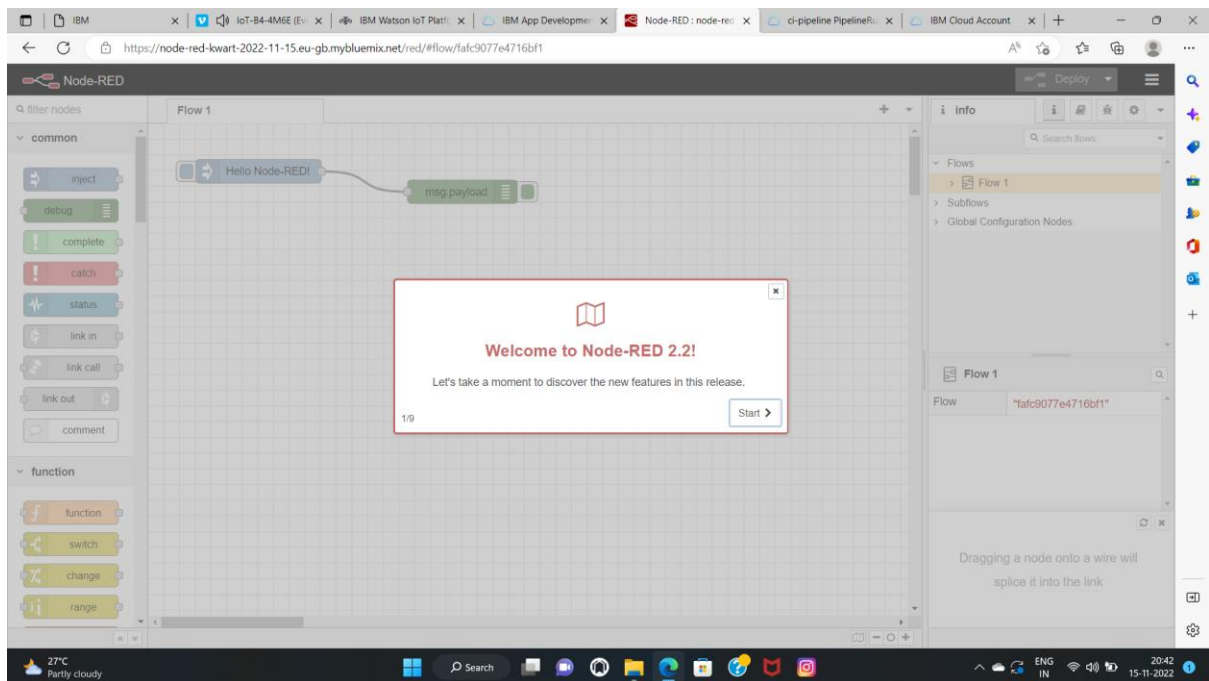 IBM
IoT-B4-4M6E (Ev
IBM Watson IoT Platfo
IBM App Developmen
Node-RED : node-red
ci-pipeline PipelineRu
IBM Cloud Account
https://node-red-kwart-2022-11-15.eu-gb.mybluemix.net/red/#flow/fafc9077e4716bf1
Node-RED
Deploy
filter nodes
Flow 1
i info
common
Search flows
Flows
Flow 1
Subflows
Global Configuration Nodes
inject
Hello Node-RED!
msg.payload
debug
complete
catch
status
link in
link call
link out
comment
Welcome to Node-RED 2.2!
Let's take a moment to discover the new features in this release.
1/9
Start
Flow 1
Flow "fafc9077e4716bf1"
function
function
switch
change
range
Dragging a node onto a wire will
splice it into the link
27°C
Partly cloudy
Search
ENG
IN
20:42
15-11-2022
1